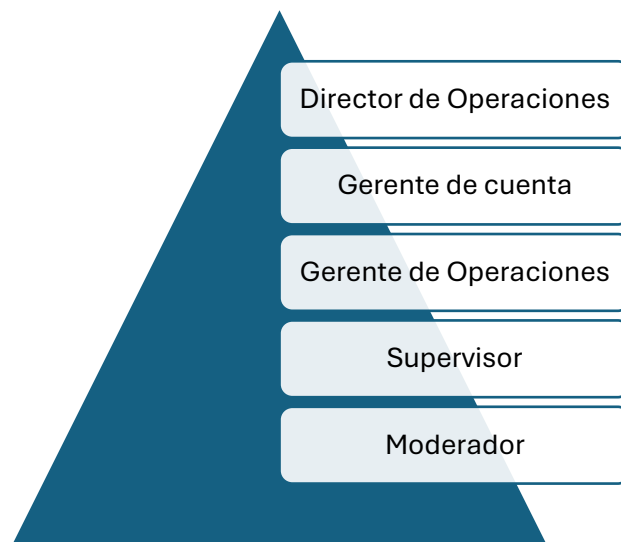 Director de Operaciones
Gerente de cuenta
Gerente de Operaciones
Supervisor
Moderador